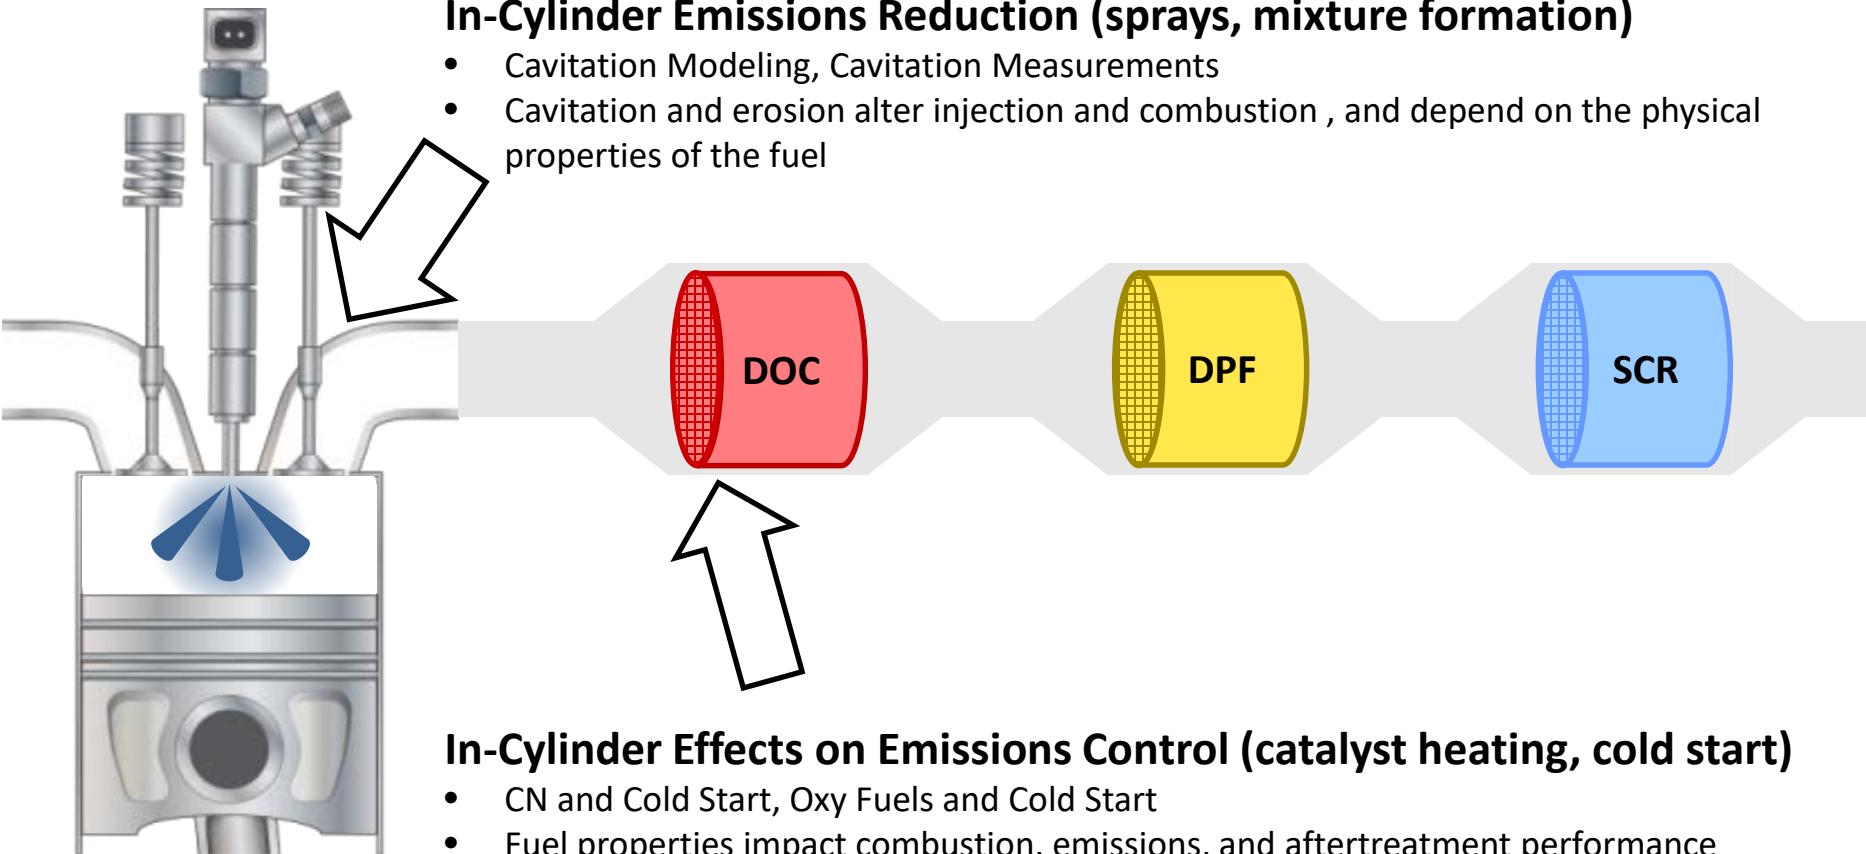 In-Cylinder Emissions Reduction (sprays, mixture formation)
• Cavitation Modeling, Cavitation Measurements
• Cavitation and erosion alter injection and combustion , and depend on the physical
properties of the fuel
DOC
DPF
SCR
In-Cylinder Effects on Emissions Control (catalyst heating, cold start)
• CN and Cold Start, Oxy Fuels and Cold Start
• Fuel properties impact combustion, emissions, and aftertreatment performance